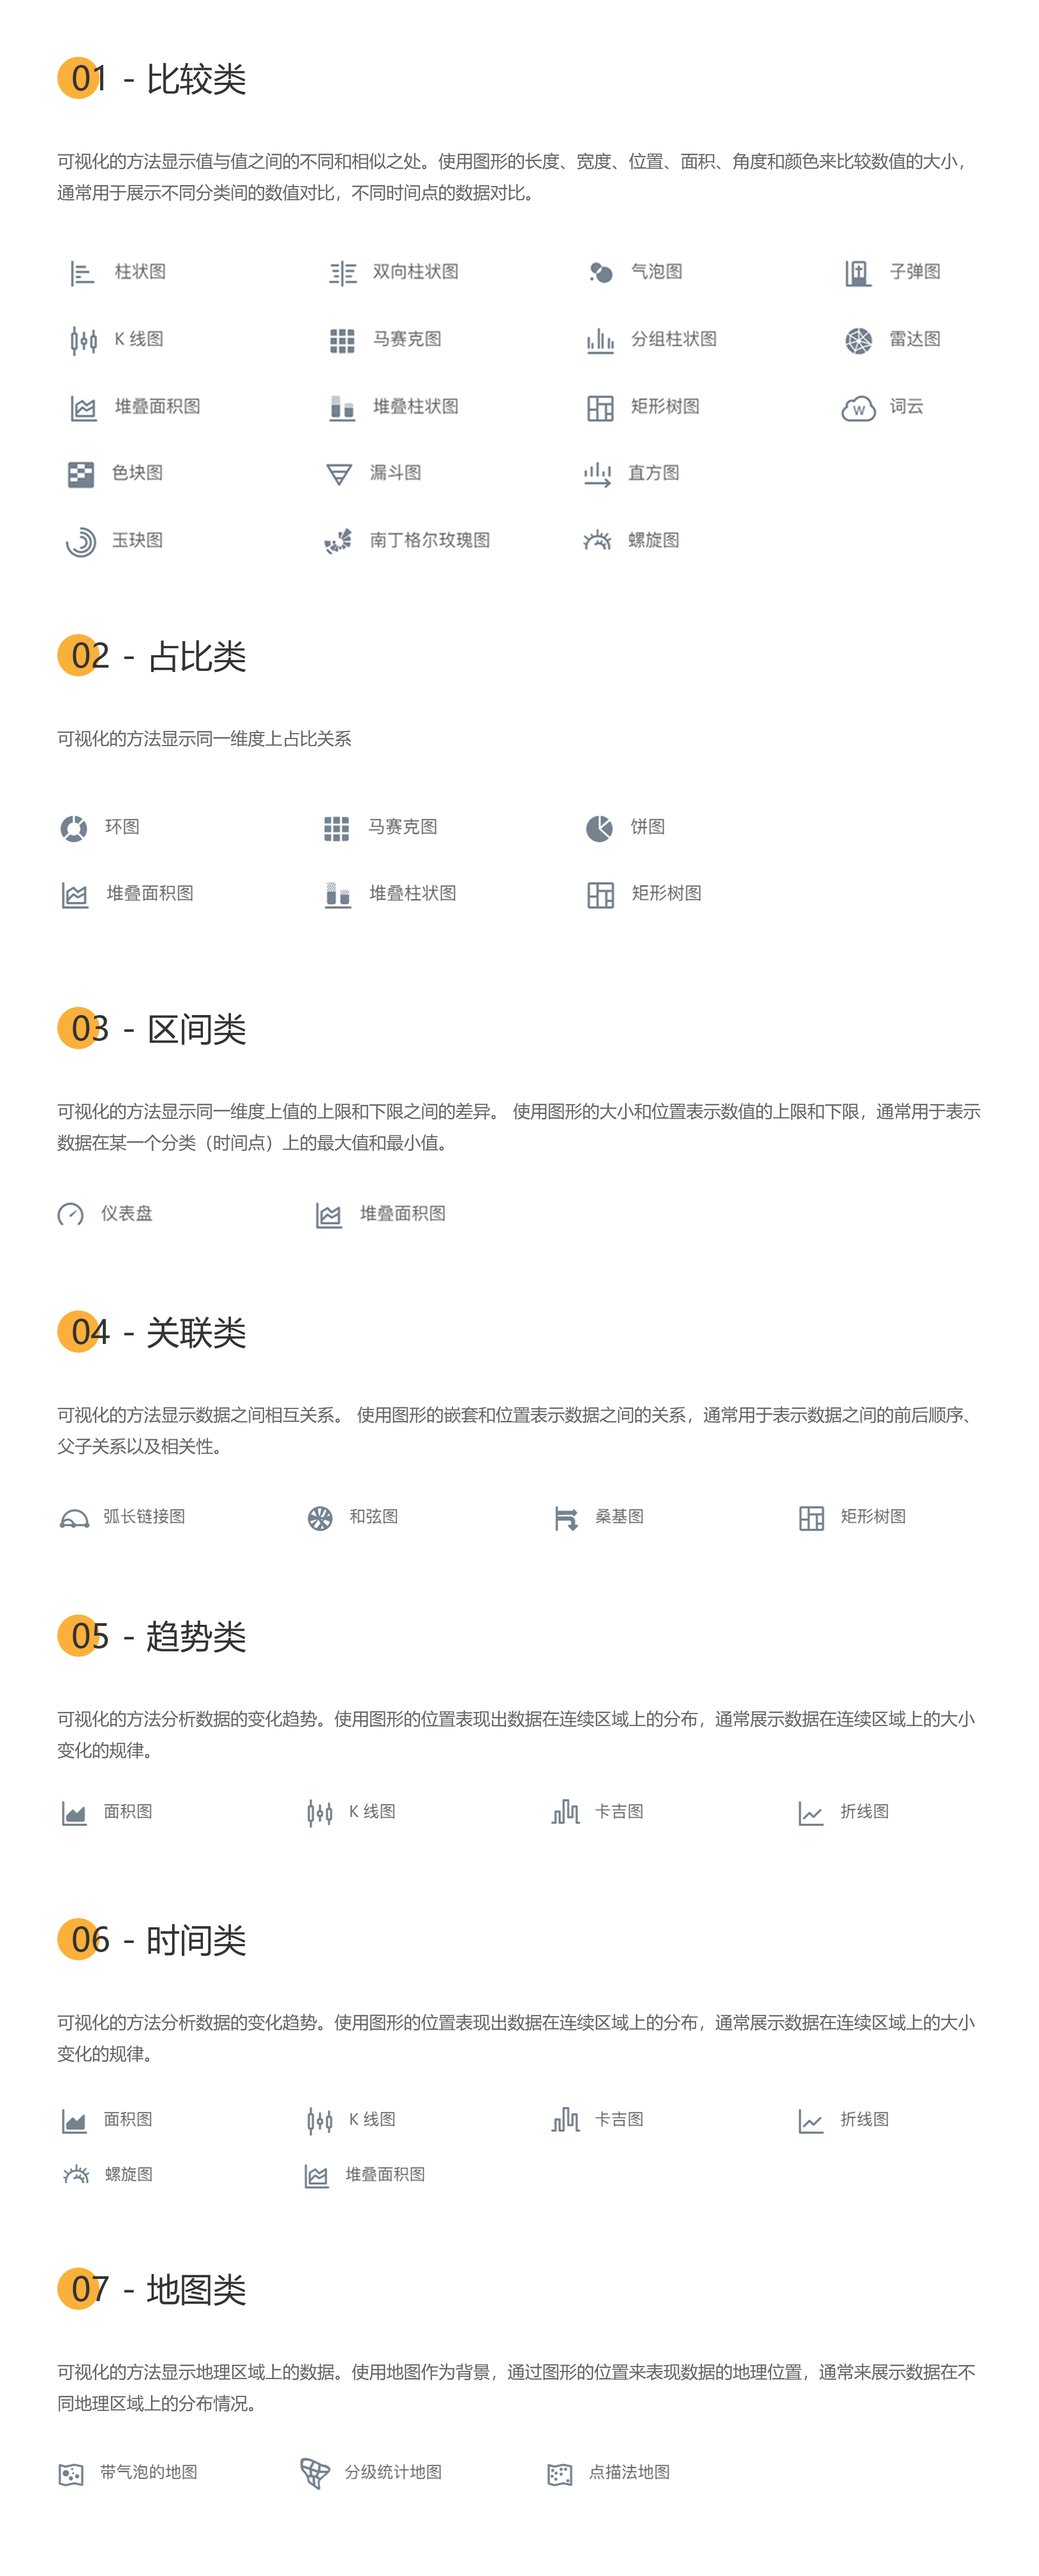 01 - 比较类
可视化的方法显示值与值之间的不同和相似之处。使用图形的长度、宽度、位置、面积、角度和颜色来比较数值的大小，
通常用于展示不同分类间的数值对比，不同时间点的数据对比。
柱状图 双向柱状图 气泡图 子弹图
K 线图 马赛克图 分组柱状图 雷达图
堆叠面积图 堆叠柱状图 矩形树图 W 词云
色块图 漏斗图 直方图
玉玦图 南丁格尔玫瑰图 螺旋图
02 - 占比类
可视化的方法显示同一维度上占比关系
环图 马赛克图 饼图
堆叠面积图 堆叠柱状图 矩形树图
03 - 区间类
可视化的方法显示同一维度上值的上限和下限之间的差异。 使用图形的大小和位置表示数值的上限和下限，通常用于表示
数据在某一个分类（时间点）上的最大值和最小值。
仪表盘 堆叠面积图
04 - 关联类
可视化的方法显示数据之间相互关系。 使用图形的嵌套和位置表示数据之间的关系，通常用于表示数据之间的前后顺序、
父子关系以及相关性。
弧长链接图 和弦图 桑基图 矩形树图
05 - 趋势类
可视化的方法分析数据的变化趋势。使用图形的位置表现出数据在连续区域上的分布，通常展示数据在连续区域上的大小
变化的规律。
面积图 K 线图 卡吉图 折线图
06 - 时间类
可视化的方法分析数据的变化趋势。使用图形的位置表现出数据在连续区域上的分布，通常展示数据在连续区域上的大小
变化的规律。
面积图 K 线图 卡吉图 折线图
螺旋图 堆叠面积图
07 - 地图类
可视化的方法显示地理区域上的数据。使用地图作为背景，通过图形的位置来表现数据的地理位置，通常来展示数据在不
同地理区域上的分布情况。
带气泡的地图 分级统计地图 点描法地图